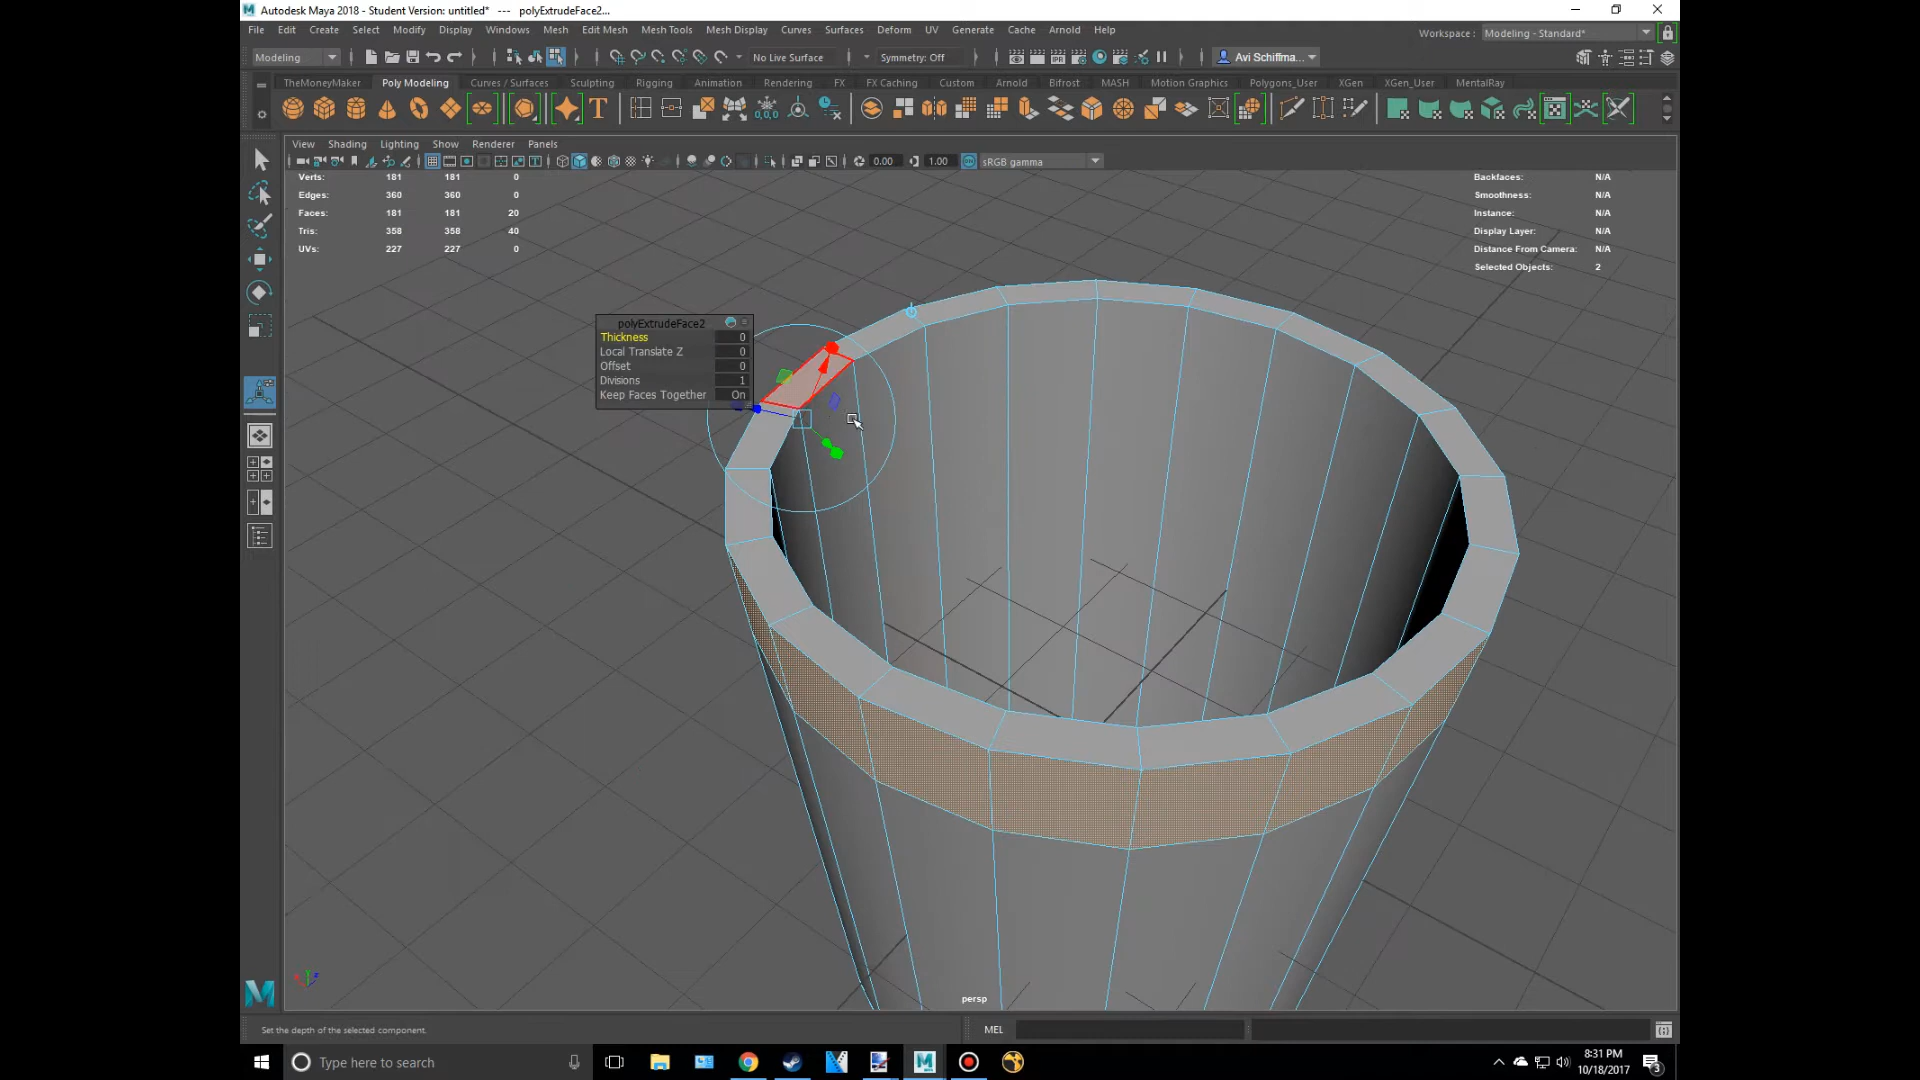 Autodesk Maya 2018 - Student Version: untitled* --- polyExtrudeFace2...
File Edit Create Select Modify Display Windows Mesh Edit Mesh Mesh Tools Mesh Display Curves Surfaces Deform UV Generate Cache Arnold Help
Workspace : Modeling - Standard*
Modeling No Live Surface Symmetry: Off Avi Schiffma...
TheMoneyMaker Poly Modeling Curves / Surfaces Sculpting Rigging Animation Rendering FX FX Caching Custom Arnold Bifrost MASH Motion Graphics Polygons_User XGen XGen_User MentalRay
T
0,0,0
View Shading Lighting Show Renderer Panels
0.00 1.00 sRGB gamma
Verts: 181 181 0
Edges: 360 360 0
Faces: 181 181 20
Tris: 358 358 40
UVs: 227 227 0
Backfaces: N/A
Smoothness: N/A
Instance: N/A
Display Layer: N/A
Distance From Camera: N/A
Selected Objects: 2
polyExtrudeFace2
Thickness 0
Local Translate Z 0
Offset 0
Divisions 1
Keep Faces Together On
persp
Set the depth of the selected component.
MEL
Type here to search
8:31 PM
10/18/2017
3